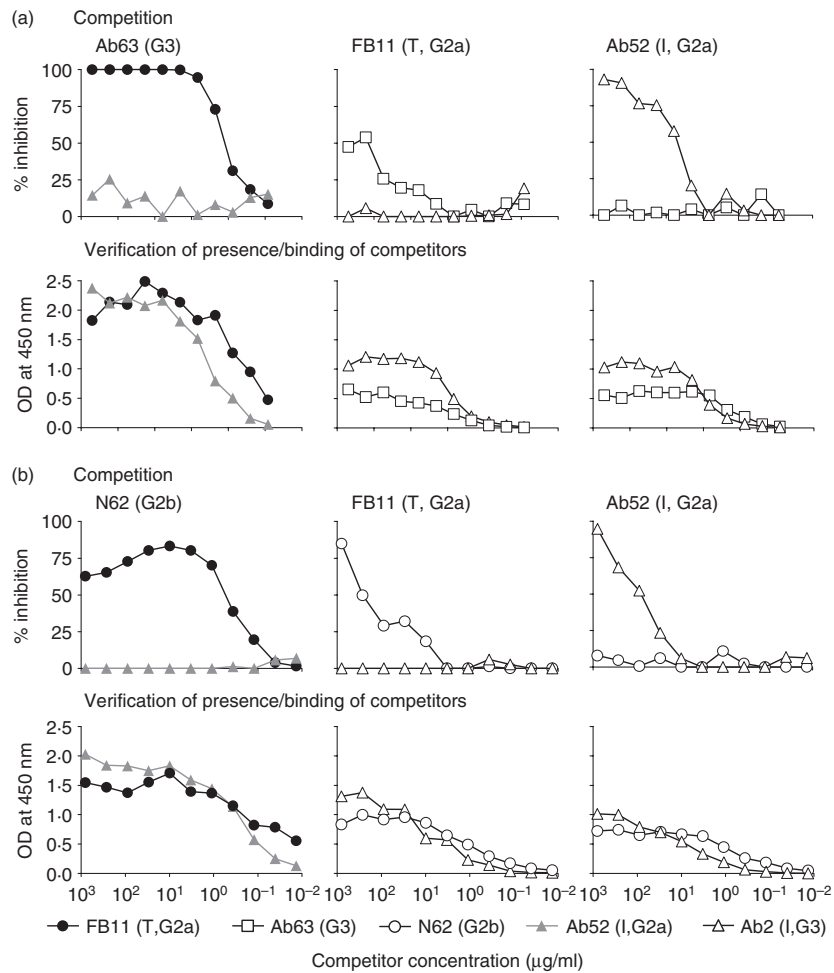 (a) Competition
Ab63 (G3) FB11 (T, G2a) Ab52 (I, G2a)
100
75
50
25
0
% inhibition
Verification of presence/binding of competitors
2·5
2·0
1·5
1·0
0·5
0·0
OD at 450 nm
(b) Competition
N62 (G2b) FB11 (T, G2a) Ab52 (I, G2a)
100
75
50
25
0
% inhibition
Verification of presence/binding of competitors
2·5
2·0
1·5
1·0
0·5
0·0
OD at 450 nm
10³ 10² 10¹ 10⁰ 10⁻¹ 10⁻² 10³ 10² 10¹ 10⁰ 10⁻¹ 10⁻² 10³ 10² 10¹ 10⁰ 10⁻¹ 10⁻²
FB11 (T,G2a) Ab63 (G3) N62 (G2b) Ab52 (I,G2a) Ab2 (I,G3)
Competitor concentration (μg/ml)